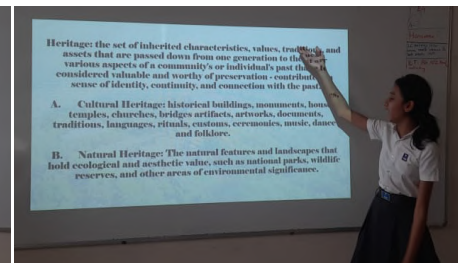 Heritage: the set of inherited characteristics, values, traditions, and
assets that are passed down from one generation to the
various aspects of a community's or individual's past that
considered valuable and worthy of preservation - contribut
sense of identity, continuity, and connection with the past.
A. Cultural Heritage: historical buildings, monuments, hous
temples, churches, bridges artifacts, artworks, documents,
traditions, languages, rituals, customs, ceremonies, music, dance
and folklore.
B. Natural Heritage: The natural features and landscapes that
hold ecological and aesthetic value, such as national parks, wildlife
reserves, and other areas of environmental significance.